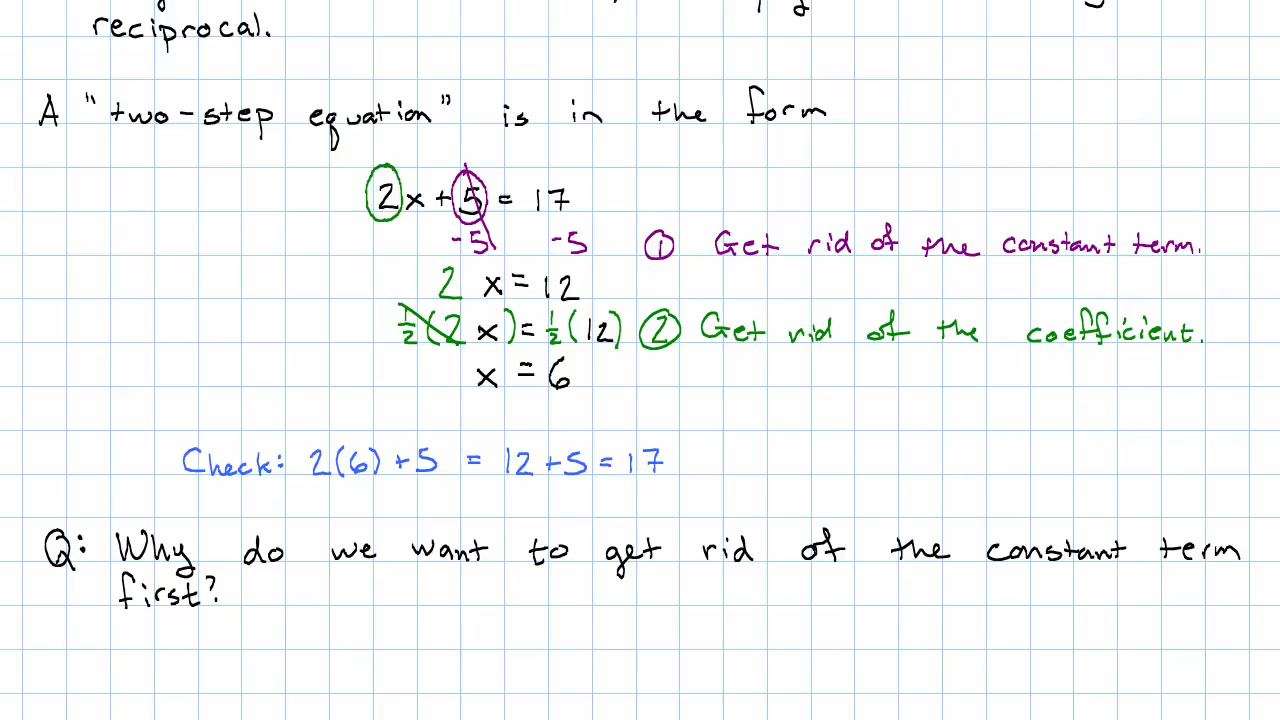 reciprocal.
A "two-step equation" is in the form
2x + 5 = 17
-5 -5 ① Get rid of the constant term.
2 x = 12
½(2 x) = ½(12) ② Get rid of the coefficient.
x = 6
Check: 2(6) + 5 = 12 + 5 = 17
Q: Why do we want to get rid of the constant term
first?